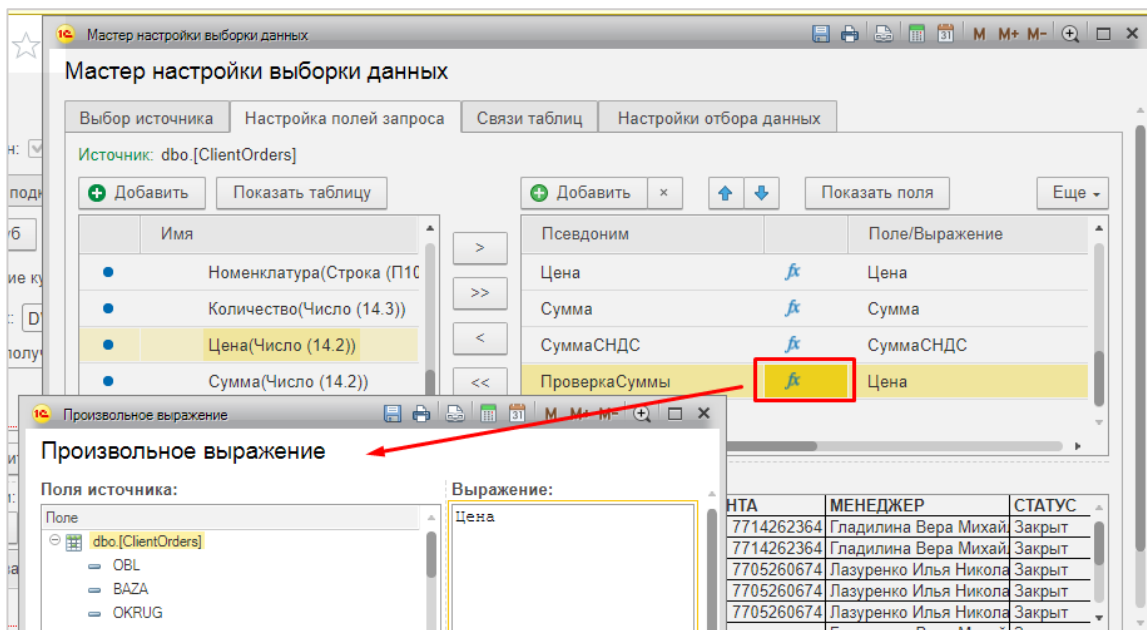 Мастер настройки выборки данных
M M+ M-
Мастер настройки выборки данных
Выбор источника Настройка полей запроса Связи таблиц Настройки отбора данных
Источник: dbo.[ClientOrders]
Добавить Показать таблицу Добавить × Показать поля Еще
Имя Псевдоним Поле/Выражение
Номенклатура(Строка (П10 > Цена fx Цена
Количество(Число (14.3)) >> Сумма fx Сумма
Цена(Число (14.2)) < СуммаСНДС fx СуммаСНДС
Сумма(Число (14.2)) << ПроверкаСуммы fx Цена
Произвольное выражение
M M+ M-
Произвольное выражение
Поля источника: Выражение:
Поле Цена
dbo.[ClientOrders]
OBL
BAZA
OKRUG
НТА МЕНЕДЖЕР СТАТУС
7714262364 Гладилина Вера Михай Закрыт
7714262364 Гладилина Вера Михай Закрыт
7705260674 Лазуренко Илья Никола Закрыт
7705260674 Лазуренко Илья Никола Закрыт
7705260674 Лазуренко Илья Никола Закрыт